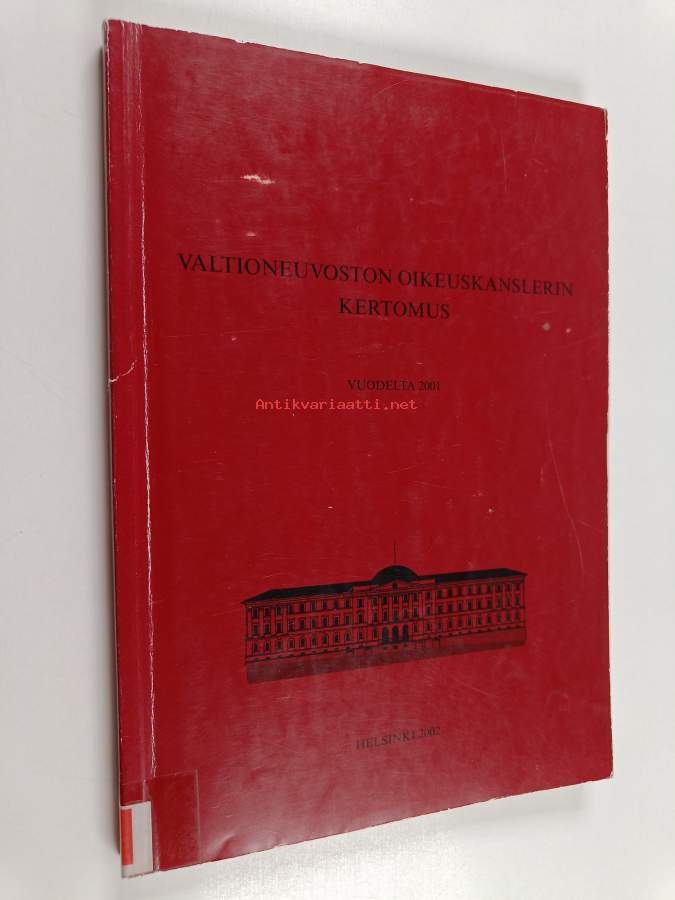 VALTIONEUVOSTON OIKEUSKANSLERIN
KERTOMUS
VUODELTA 2001
Antikvariaatti.net
HELSINKI 2002